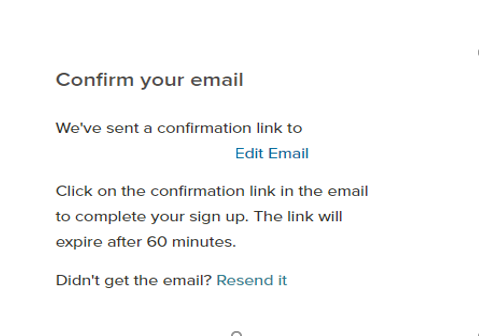 Confirm your email
We've sent a confirmation link to
Edit Email
Click on the confirmation link in the email
to complete your sign up. The link will
expire after 60 minutes.
Didn't get the email? Resend it